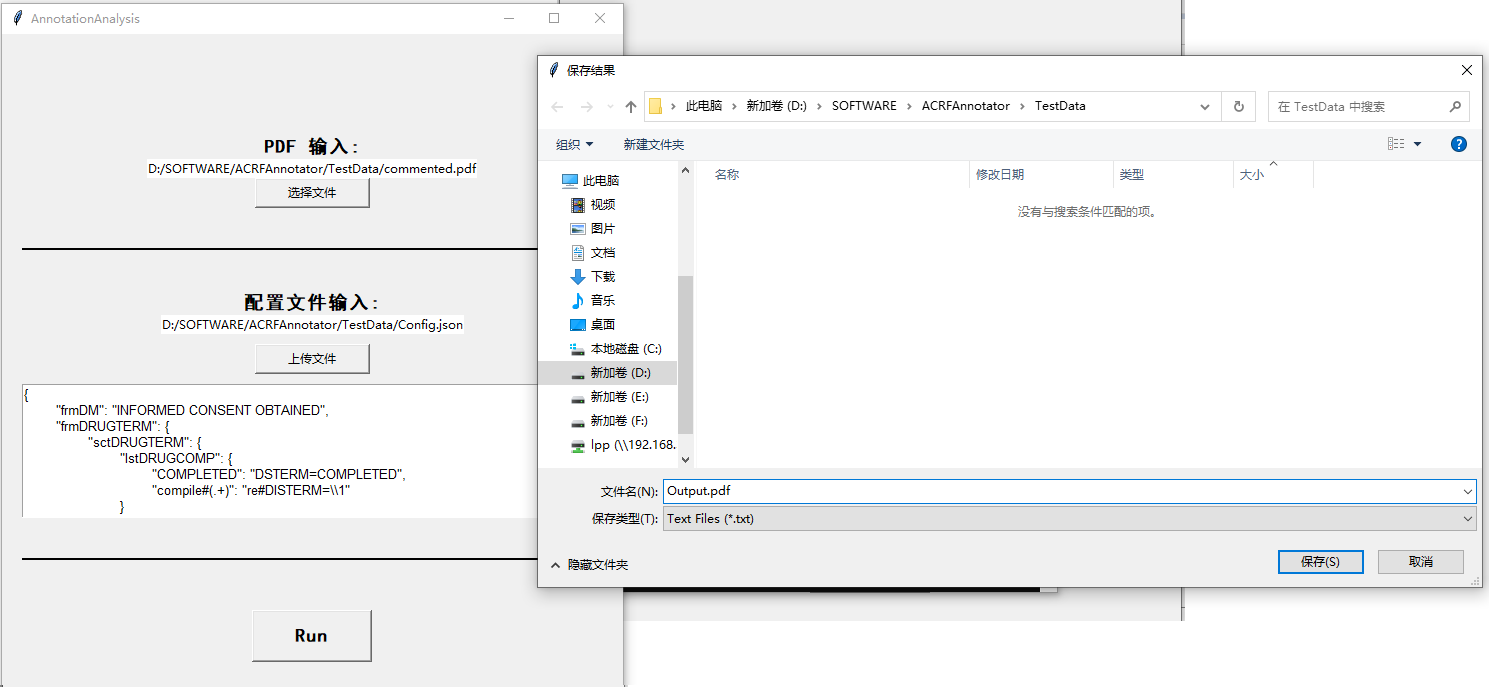 AnnotationAnalysis
PDF 输入:
D:/SOFTWARE/ACRFAnnotator/TestData/commented.pdf
选择文件
配置文件输入:
D:/SOFTWARE/ACRFAnnotator/TestData/Config.json
上传文件
{
"frmDM": "INFORMED CONSENT OBTAINED",
"frmDRUGTERM": {
"sctDRUGTERM": {
"lstDRUGCOMP": {
"COMPLETED": "DSTERM=COMPLETED",
"compile#(.+)": "re#DISTERM=\\1"
}
Run
保存结果
此电脑 › 新加卷 (D:) › SOFTWARE › ACRFAnnotator › TestData
在 TestData 中搜索
组织 新建文件夹
名称 修改日期 类型 大小
没有与搜索条件匹配的项。
此电脑
视频
图片
文档
下载
音乐
桌面
本地磁盘 (C:)
新加卷 (D:)
新加卷 (E:)
新加卷 (F:)
lpp (\\192.168.
文件名(N): Output.pdf
保存类型(T): Text Files (*.txt)
隐藏文件夹
保存(S) 取消